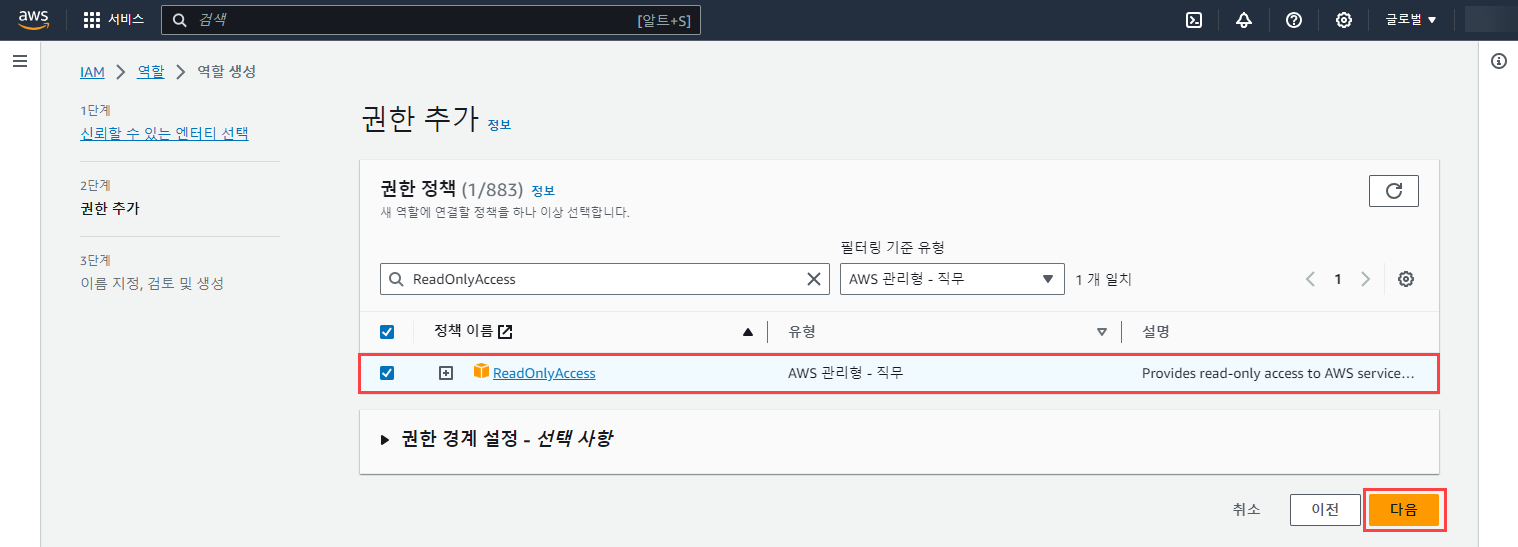 aws
서비스
검색
[알트+S]
글로벌
IAM
역할
역할 생성
1단계
신뢰할 수 있는 엔터티 선택
2단계
권한 추가
3단계
이름 지정, 검토 및 생성
권한 추가 정보
권한 정책 (1/883) 정보
새 역할에 연결할 정책을 하나 이상 선택합니다.
필터링 기준 유형
ReadOnlyAccess
AWS 관리형 - 직무
1 개 일치
1
정책 이름
유형
설명
ReadOnlyAccess
AWS 관리형 - 직무
Provides read-only access to AWS service...
권한 경계 설정 - 선택 사항
취소
이전
다음